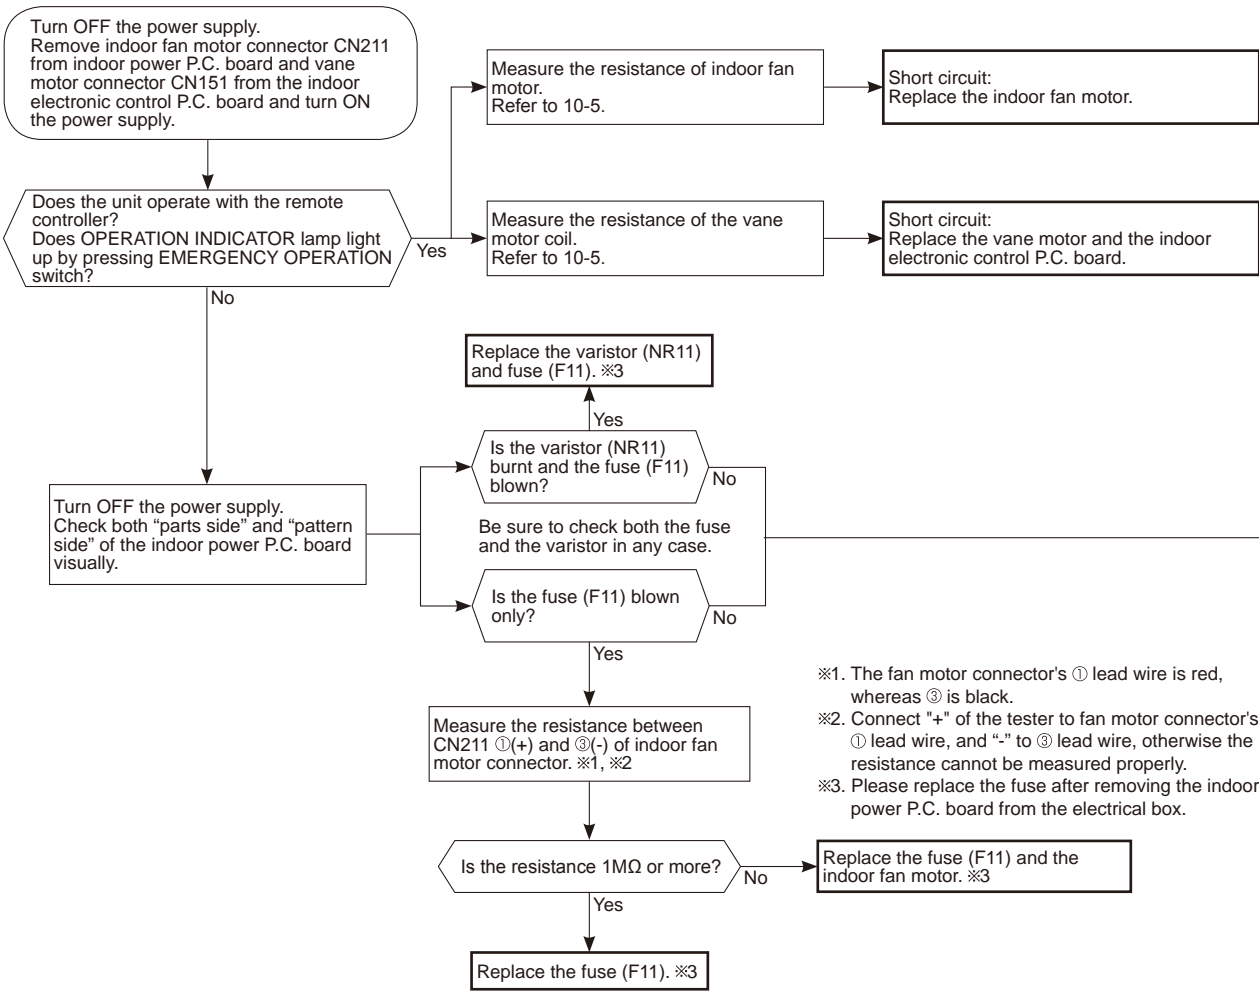 Turn OFF the power supply.
Remove indoor fan motor connector CN211
from indoor power P.C. board and vane
motor connector CN151 from the indoor
electronic control P.C. board and turn ON
the power supply.
Measure the resistance of indoor fan
motor.
Refer to 10-5.
Short circuit:
Replace the indoor fan motor.
Does the unit operate with the remote
controller?
Does OPERATION INDICATOR lamp light
up by pressing EMERGENCY OPERATION
switch?
Yes
Measure the resistance of the vane
motor coil.
Refer to 10-5.
Short circuit:
Replace the vane motor and the indoor
electronic control P.C. board.
No
Replace the varistor (NR11)
and fuse (F11). ※3
Yes
Is the varistor (NR11)
burnt and the fuse (F11)
blown?
No
Turn OFF the power supply.
Check both “parts side” and “pattern
side” of the indoor power P.C. board
visually.
Be sure to check both the fuse
and the varistor in any case.
Is the fuse (F11) blown
only?
No
Yes
Measure the resistance between
CN211 ①(+) and ③(-) of indoor fan
motor connector. ※1, ※2
※1. The fan motor connector's ① lead wire is red,
whereas ③ is black.
※2. Connect "+" of the tester to fan motor connector's
① lead wire, and “-” to ③ lead wire, otherwise the
resistance cannot be measured properly.
※3. Please replace the fuse after removing the indoor
power P.C. board from the electrical box.
Is the resistance 1MΩ or more?
No
Replace the fuse (F11) and the
indoor fan motor. ※3
Yes
Replace the fuse (F11). ※3